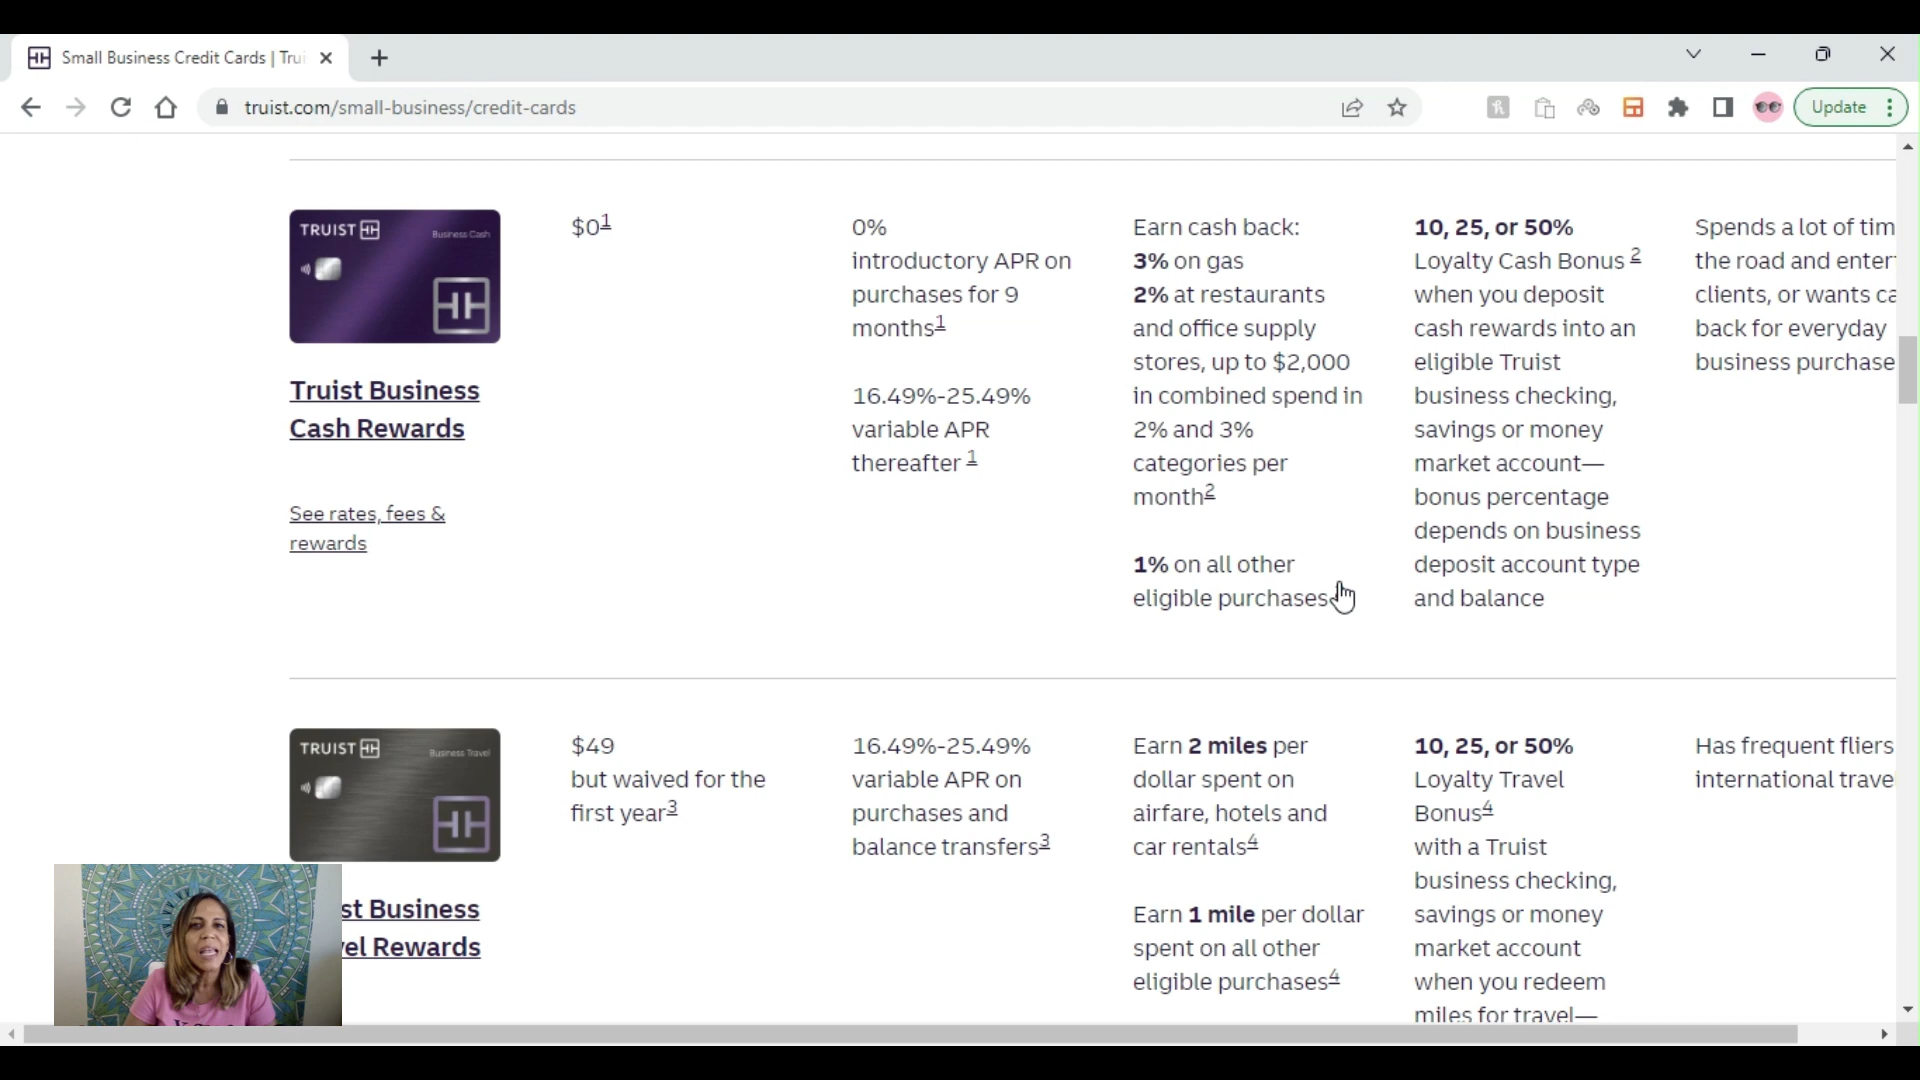 Small Business Credit Cards | Trui
truist.com/small-business/credit-cards
Update
TRUIST
Business Cash
Truist Business
Cash Rewards
See rates, fees &
rewards
$01
0%
introductory APR on
purchases for 9
months1
16.49%-25.49%
variable APR
thereafter 1
Earn cash back:
3% on gas
2% at restaurants
and office supply
stores, up to $2,000
in combined spend in
2% and 3%
categories per
month2
1% on all other
eligible purchases
10, 25, or 50%
Loyalty Cash Bonus 2
when you deposit
cash rewards into an
eligible Truist
business checking,
savings or money
market account—
bonus percentage
depends on business
deposit account type
and balance
Spends a lot of tim
the road and enter
clients, or wants ca
back for everyday
business purchase
TRUIST
Business Travel
st Business
el Rewards
$49
but waived for the
first year3
16.49%-25.49%
variable APR on
purchases and
balance transfers3
Earn 2 miles per
dollar spent on
airfare, hotels and
car rentals4
Earn 1 mile per dollar
spent on all other
eligible purchases4
10, 25, or 50%
Loyalty Travel
Bonus4
with a Truist
business checking,
savings or money
market account
when you redeem
miles for travel—
Has frequent fliers
international trave